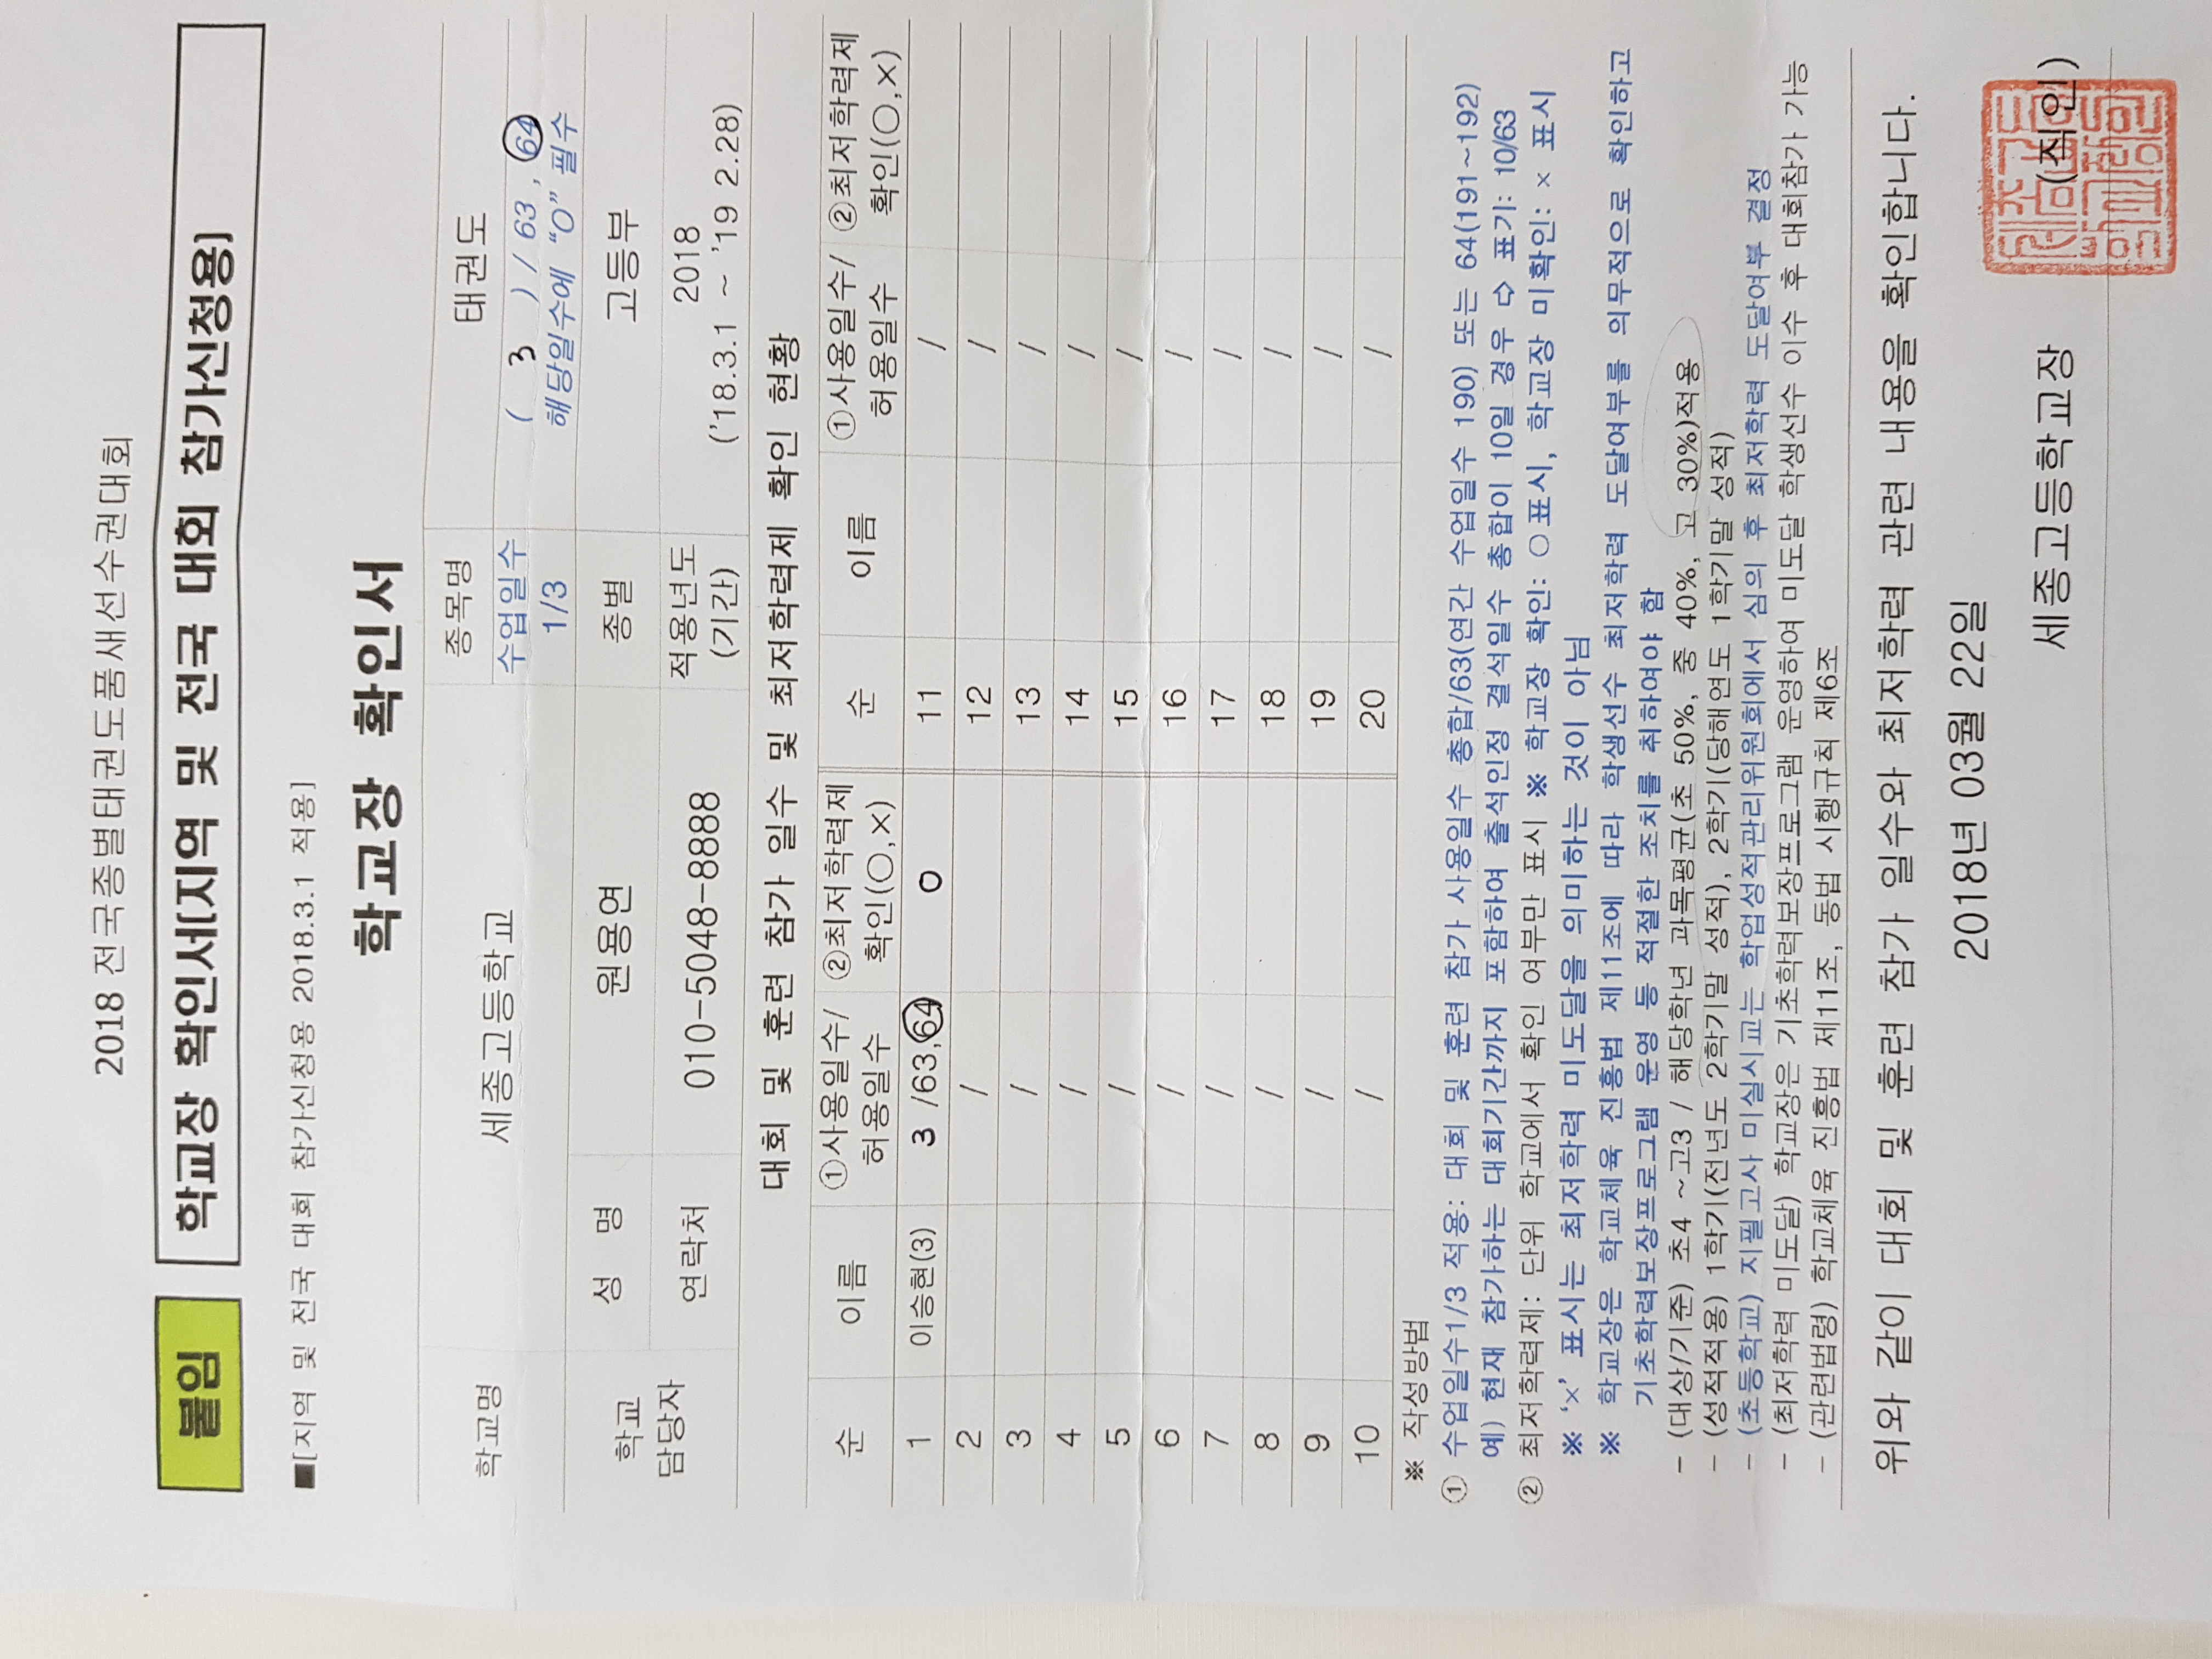 2018 전국종별태권도품새선수권대회
붙임 학교장 확인서[지역 및 전국 대회 참가신청용]
■[지역 및 전국 대회 참가신청용 2018.3.1 적용]
학교장 확인서
학교명 세종고등학교 종목명 태권도
수업일수 1/3 ( 3 ) / 63 , 64
해당일수에 “O” 필수
학교 담당자 성 명 원용연 종별 고등부
연락처 010-5048-8888 적용년도 (기간) 2018
('18.3.1 ~ '19 2.28)
대회 및 훈련 참가 일수 및 최저학력제 확인 현황
순 이름 ①사용일수/ 허용일수 ②최저학력제 확인(○,×) 순 이름 ①사용일수/ 허용일수 ②최저학력제 확인(○,×)
1 이승현(3) 3 /63,64 O 11 /
2 / 12 /
3 / 13 /
4 / 14 /
5 / 15 /
6 / 16 /
7 / 17 /
8 / 18 /
9 / 19 /
10 / 20 /
※ 작성방법
① 수업일수1/3 적용: 대회 및 훈련 참가 사용일수 총합/63(연간 수업일수 190) 또는 64(191~192)
예) 현재 참가하는 대회기간까지 포함하여 출석인정 결석일수 총합이 10일 경우 ⇨ 표기: 10/63
② 최저학력제: 단위 학교에서 확인 여부만 표시 ※ 학교장 확인: ○표시, 학교장 미확인: × 표시
※ ‘×’ 표시는 최저학력 미도달을 의미하는 것이 아님
※ 학교장은 학교체육 진흥법 제11조에 따라 학생선수 최저학력 도달여부를 의무적으로 확인하고
기초학력보장프로그램 운영 등 적절한 조치를 취하여야 함
- (대상/기준) 초4 ~고3 / 해당학년 과목평균(초 50%, 중 40%, 고 30%)적용
- (성적적용) 1학기(전년도 2학기말 성적), 2학기(당해연도 1학기말 성적)
- (초등학교) 지필고사 미실시교는 학업성적관리위원회에서 심의 후 최저학력 도달여부 결정
- (최저학력 미도달) 학교장은 기초학력보장프로그램 운영하여 미도달 학생선수 이수 후 대회참가 가능
- (관련법령) 학교체육 진흥법 제11조, 동법 시행규칙 제6조
위와 같이 대회 및 훈련 참가 일수와 최저학력 관련 내용을 확인합니다.
2018년 03월 22일
세종고등학교장 (직인)